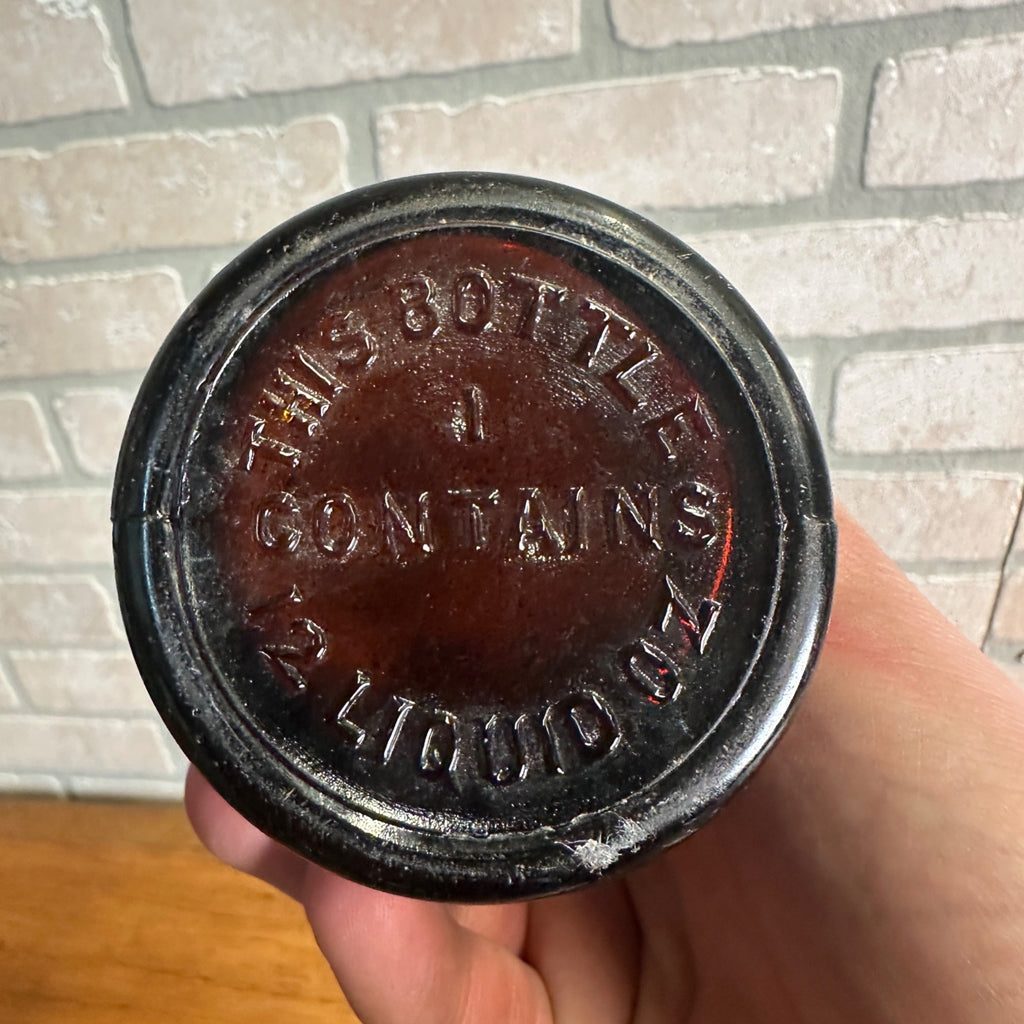 THIS BOTTLE
1
CONTAINS
12 LIQUID OZ